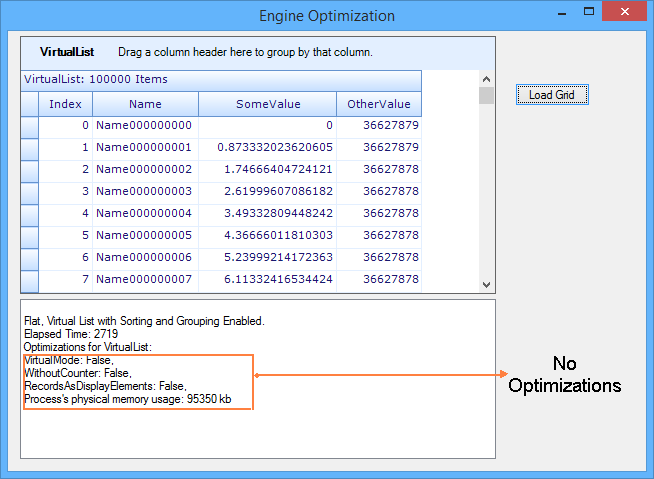 Engine Optimization
VirtualList Drag a column header here to group by that column.
VirtualList: 100000 Items
Load Grid
Index Name SomeValue OtherValue
0 Name000000000 0 36627879
1 Name000000001 0.873332023620605 36627879
2 Name000000002 1.74666404724121 36627878
3 Name000000003 2.61999607086182 36627878
4 Name000000004 3.49332809448242 36627878
5 Name000000005 4.36666011810303 36627878
6 Name000000006 5.23999214172363 36627878
7 Name000000007 6.11332416534424 36627878
Flat, Virtual List with Sorting and Grouping Enabled.
Elapsed Time: 2719
Optimizations for VirtualList:
VirtualMode: False,
WithoutCounter: False,
RecordsAsDisplayElements: False,
Process's physical memory usage: 95350 kb
No
Optimizations